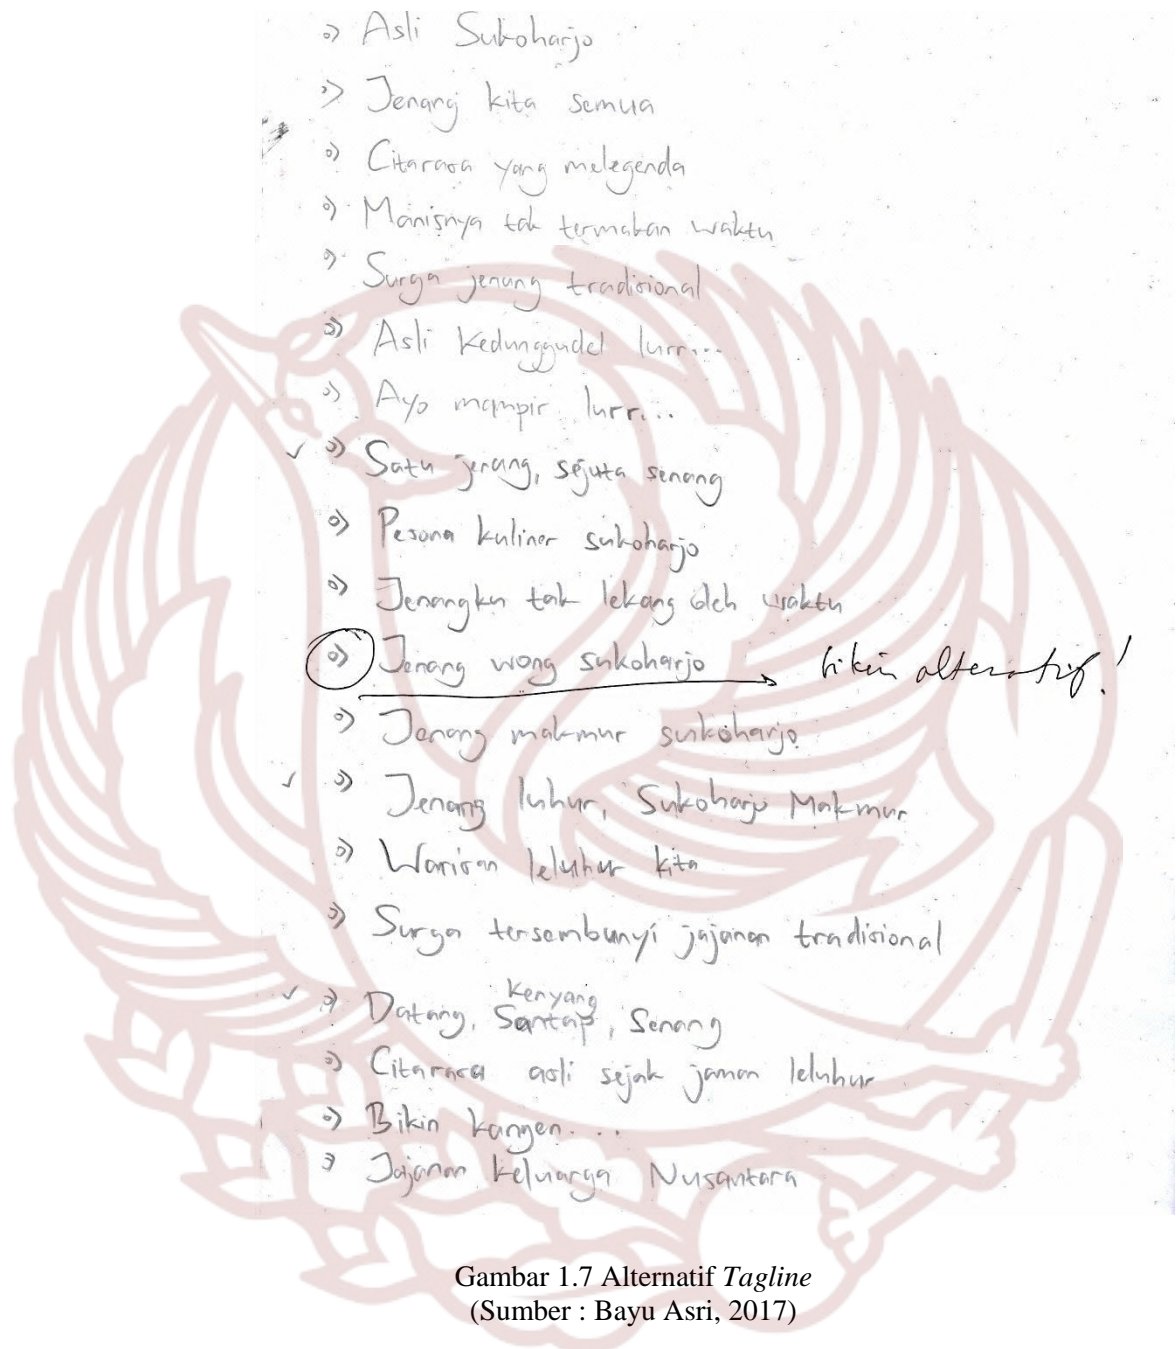 Asli Sukoharjo
Jenang kita semua
Citarasa yang melegenda
Manisnya tak termakan waktu
Surga jenang tradisional
Asli Kedunggudel lurr...
Ayo mampir lurr...
✓ Satu jenang, sejuta senang
Pesona kuliner sukoharjo
Jenangku tak lekang oleh waktu
Jenang wong sukoharjo → bikin alternatif!
Jenang makmur sukoharjo
✓ Jenang luhur, Sukoharjo Makmur
Warisan leluhur kita
Surga tersembunyi jajanan tradisional
Kenyang
✓ Datang, Santap, Senang
Citarasa asli sejak jaman leluhur
Bikin kangen...
Jajanan keluarga Nusantara
Gambar 1.7 Alternatif Tagline
(Sumber : Bayu Asri, 2017)